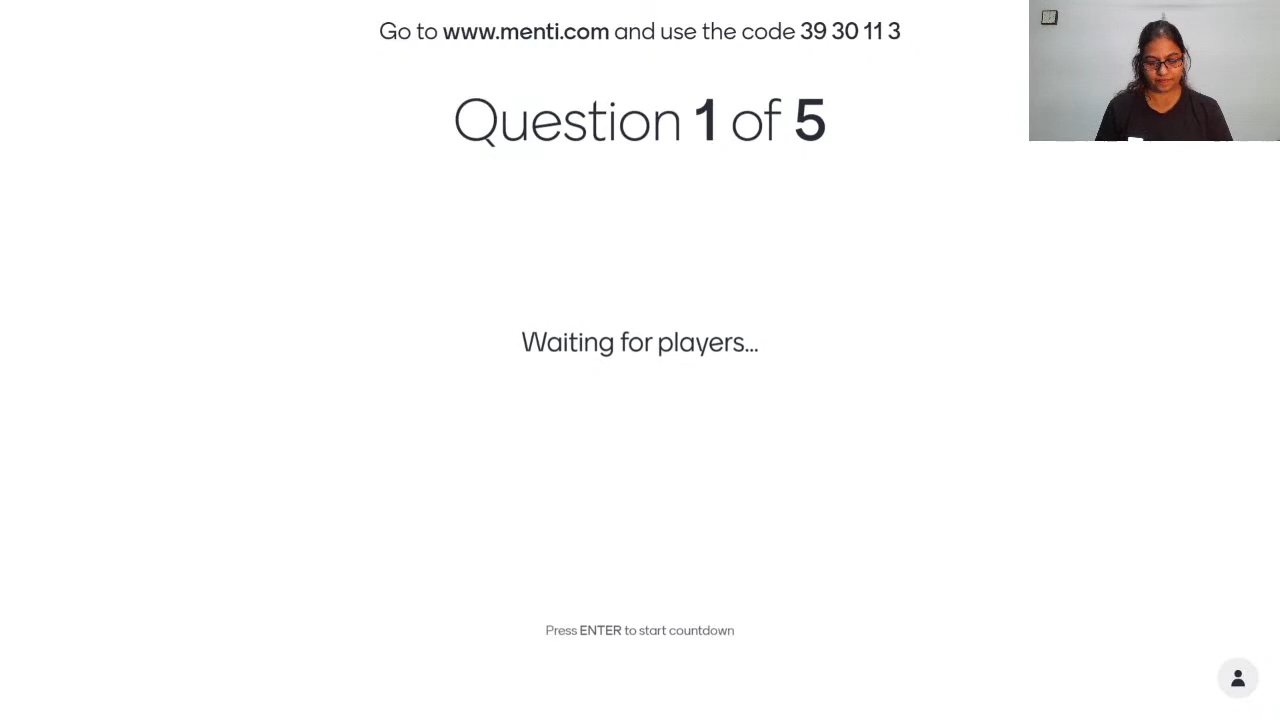 Go to www.menti.com and use the code 39 30 11 3
Question 1 of 5
Waiting for players...
Press ENTER to start countdown